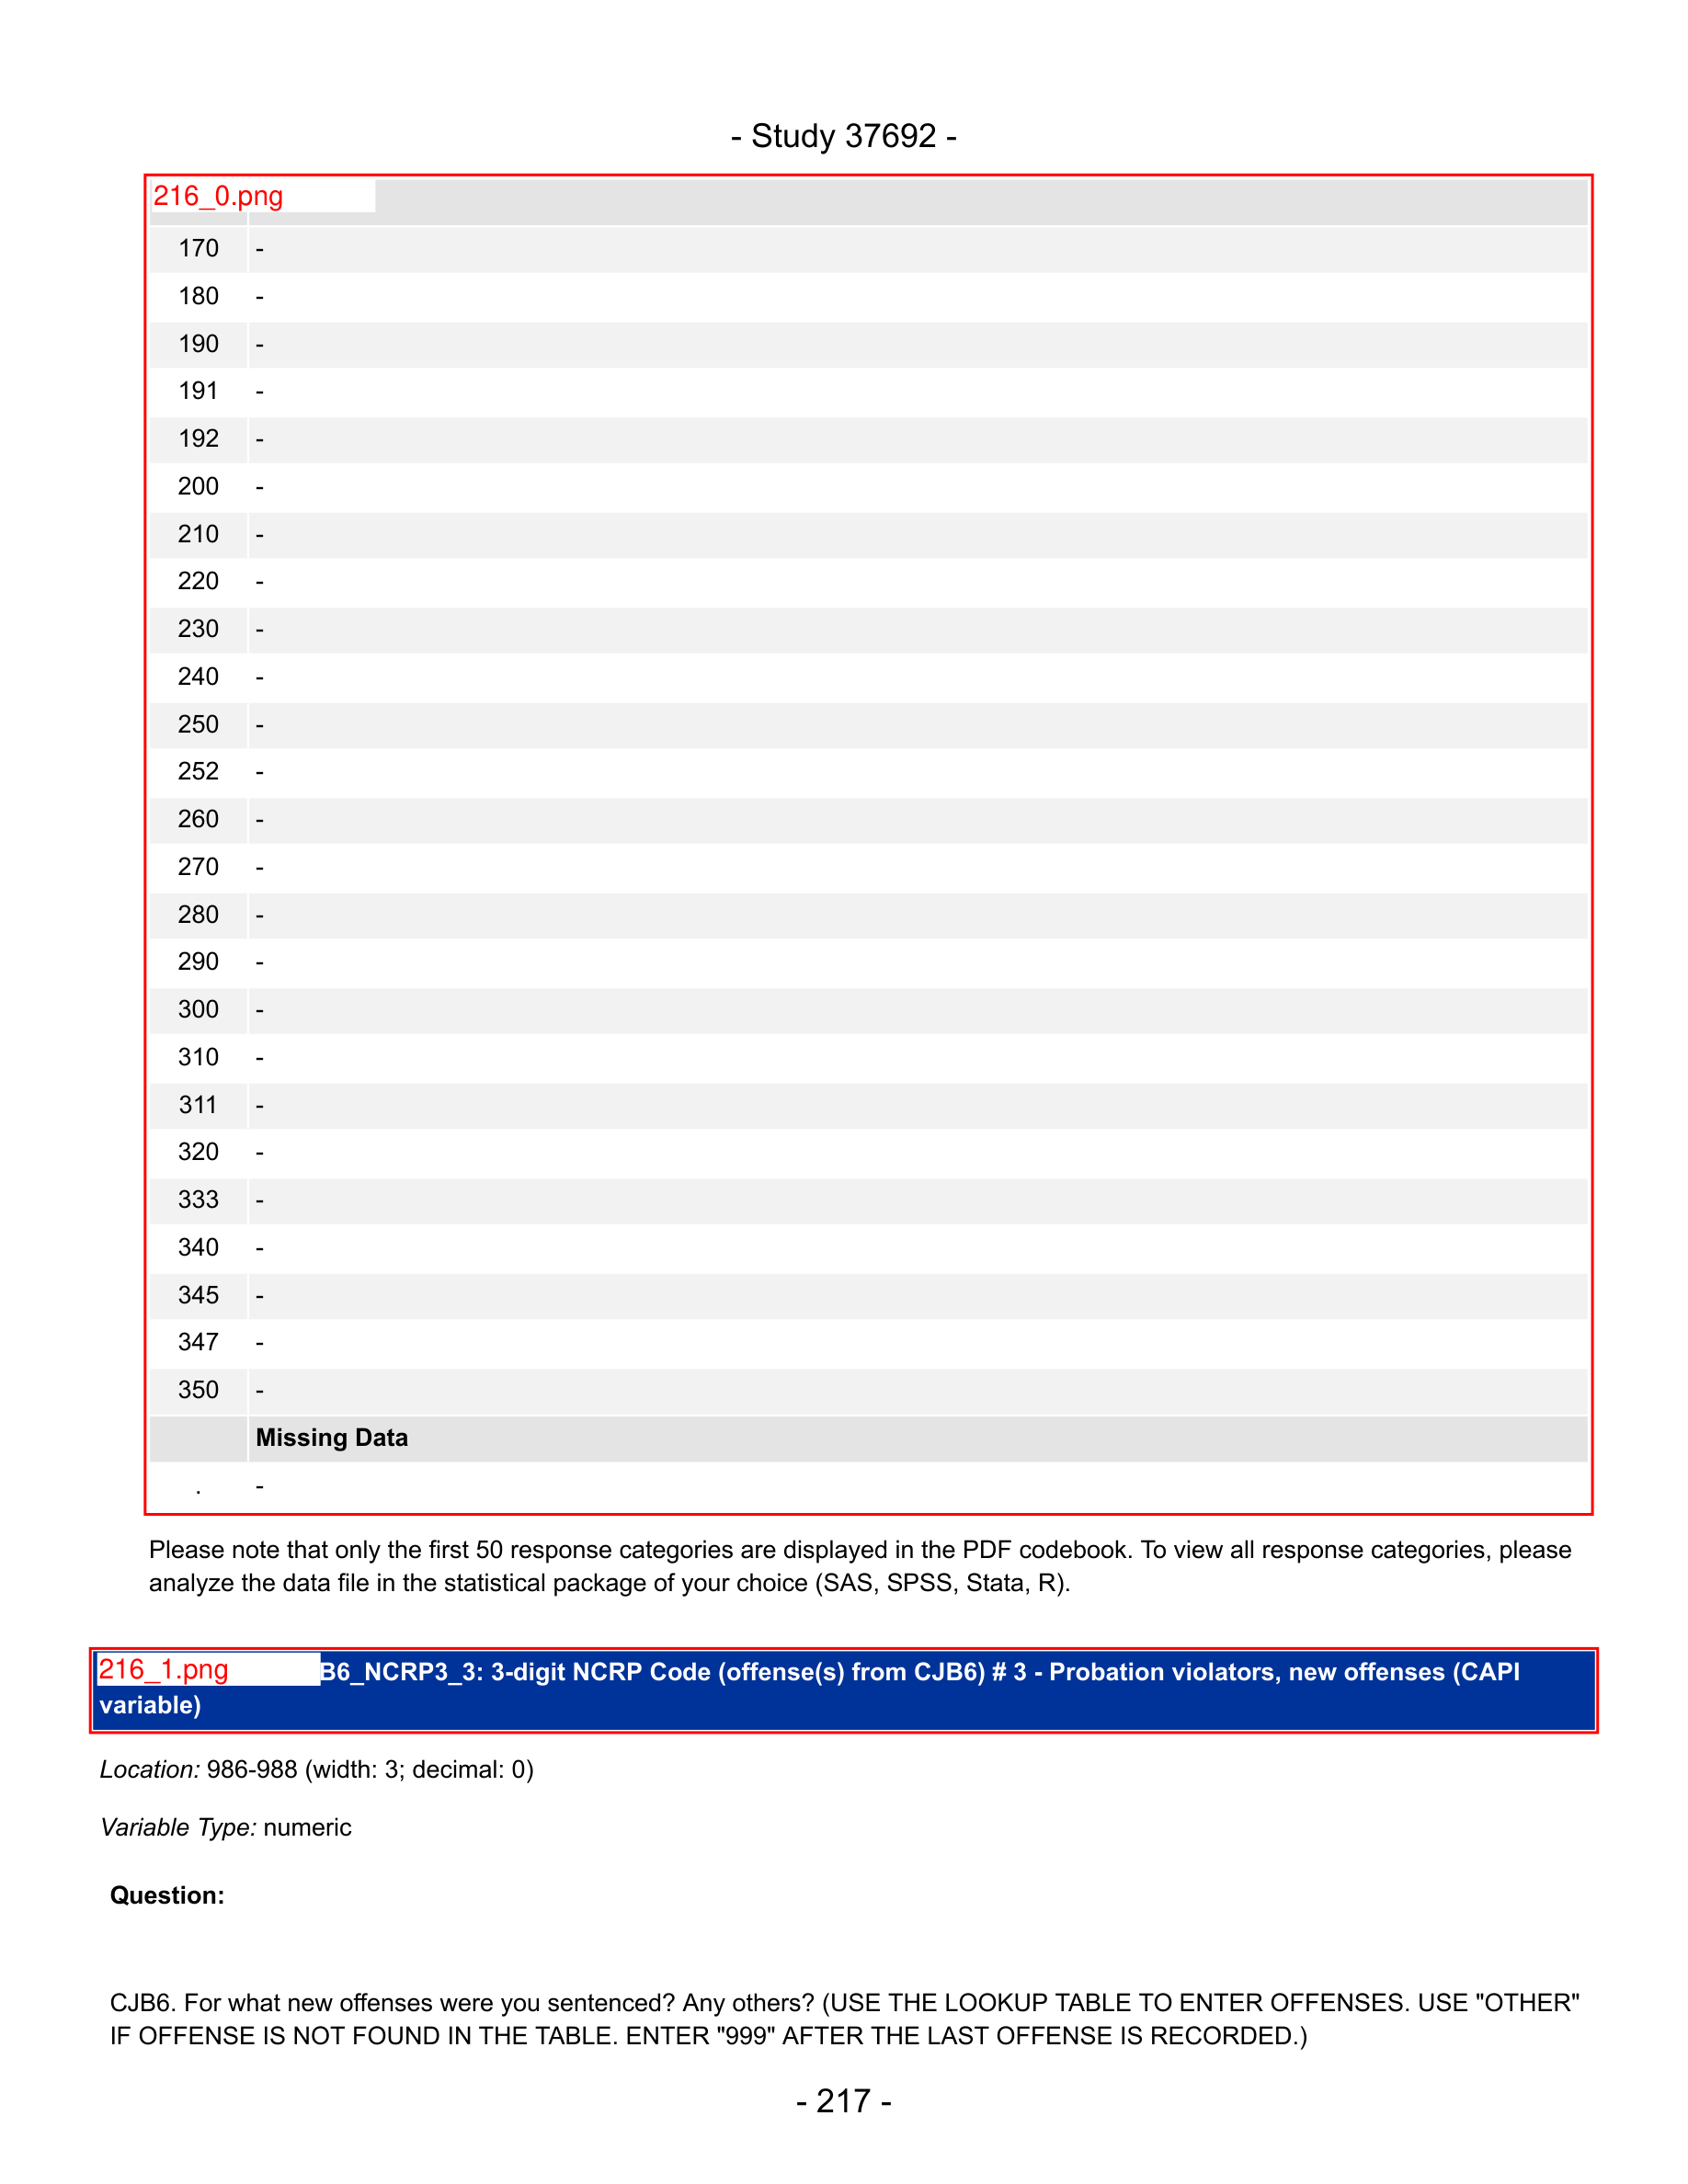 - Study 37692 -
216_0.png
170 -
180 -
190 -
191 -
192 -
200 -
210 -
220 -
230 -
240 -
250 -
252 -
260 -
270 -
280 -
290 -
300 -
310 -
311 -
320 -
333 -
340 -
345 -
347 -
350 -
Missing Data
. -
Please note that only the first 50 response categories are displayed in the PDF codebook. To view all response categories, please
analyze the data file in the statistical package of your choice (SAS, SPSS, Stata, R).
216_1.png B6_NCRP3_3: 3-digit NCRP Code (offense(s) from CJB6) # 3 - Probation violators, new offenses (CAPI
variable)
Location: 986-988 (width: 3; decimal: 0)
Variable Type: numeric
Question:
CJB6. For what new offenses were you sentenced? Any others? (USE THE LOOKUP TABLE TO ENTER OFFENSES. USE "OTHER"
IF OFFENSE IS NOT FOUND IN THE TABLE. ENTER "999" AFTER THE LAST OFFENSE IS RECORDED.)
- 217 -